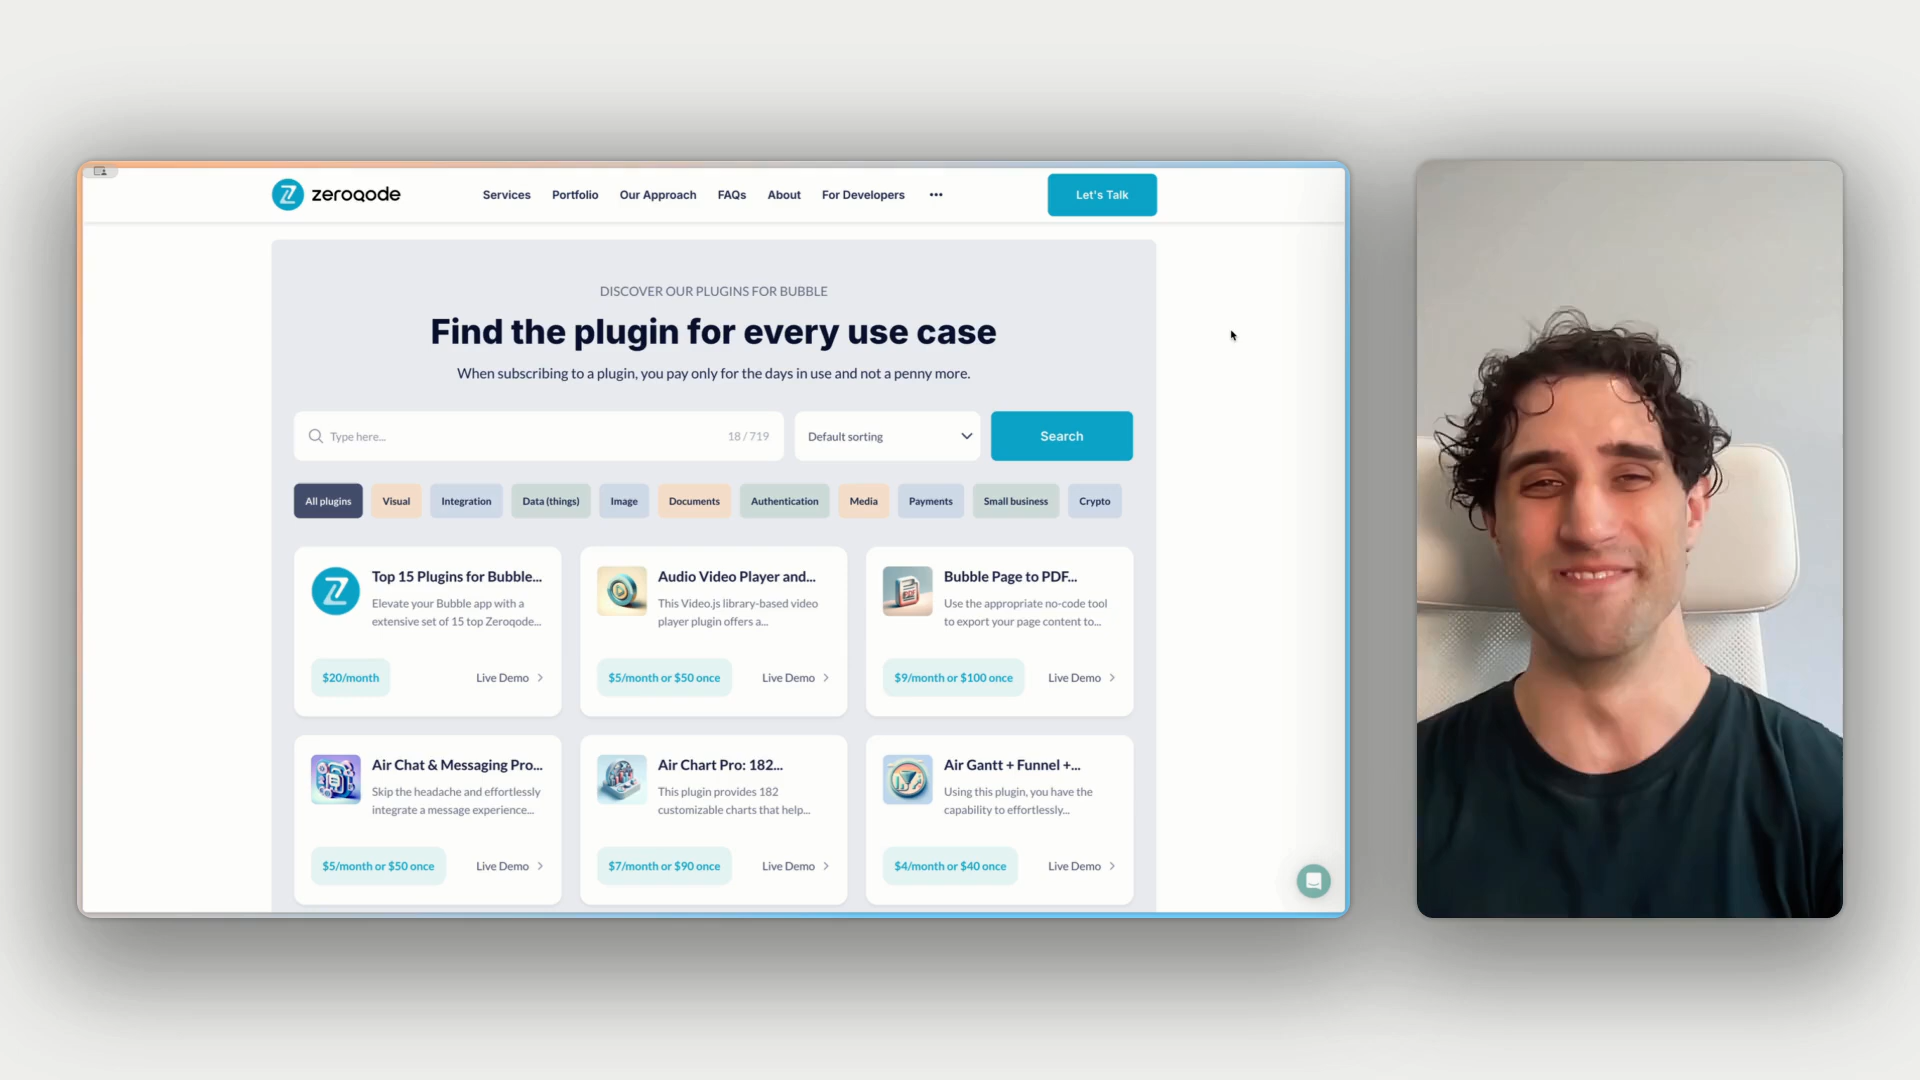 zeroqode
Services
Portfolio
Our Approach
FAQs
About
For Developers
Let's Talk
DISCOVER OUR PLUGINS FOR BUBBLE
Find the plugin for every use case
When subscribing to a plugin, you pay only for the days in use and not a penny more.
Type here...
18 / 719
Default sorting
Search
All plugins
Visual
Integration
Data (things)
Image
Documents
Authentication
Media
Payments
Small business
Crypto
Top 15 Plugins for Bubble...
Elevate your Bubble app with a
extensive set of 15 top Zeroqode...
$20/month
Live Demo
Audio Video Player and...
This Video.js library-based video
player plugin offers a...
$5/month or $50 once
Live Demo
Bubble Page to PDF...
Use the appropriate no-code tool
to export your page content to...
$9/month or $100 once
Live Demo
Air Chat & Messaging Pro...
Skip the headache and effortlessly
integrate a message experience...
$5/month or $50 once
Live Demo
Air Chart Pro: 182...
This plugin provides 182
customizable charts that help...
$7/month or $90 once
Live Demo
Air Gantt + Funnel +...
Using this plugin, you have the
capability to effortlessly...
$4/month or $40 once
Live Demo